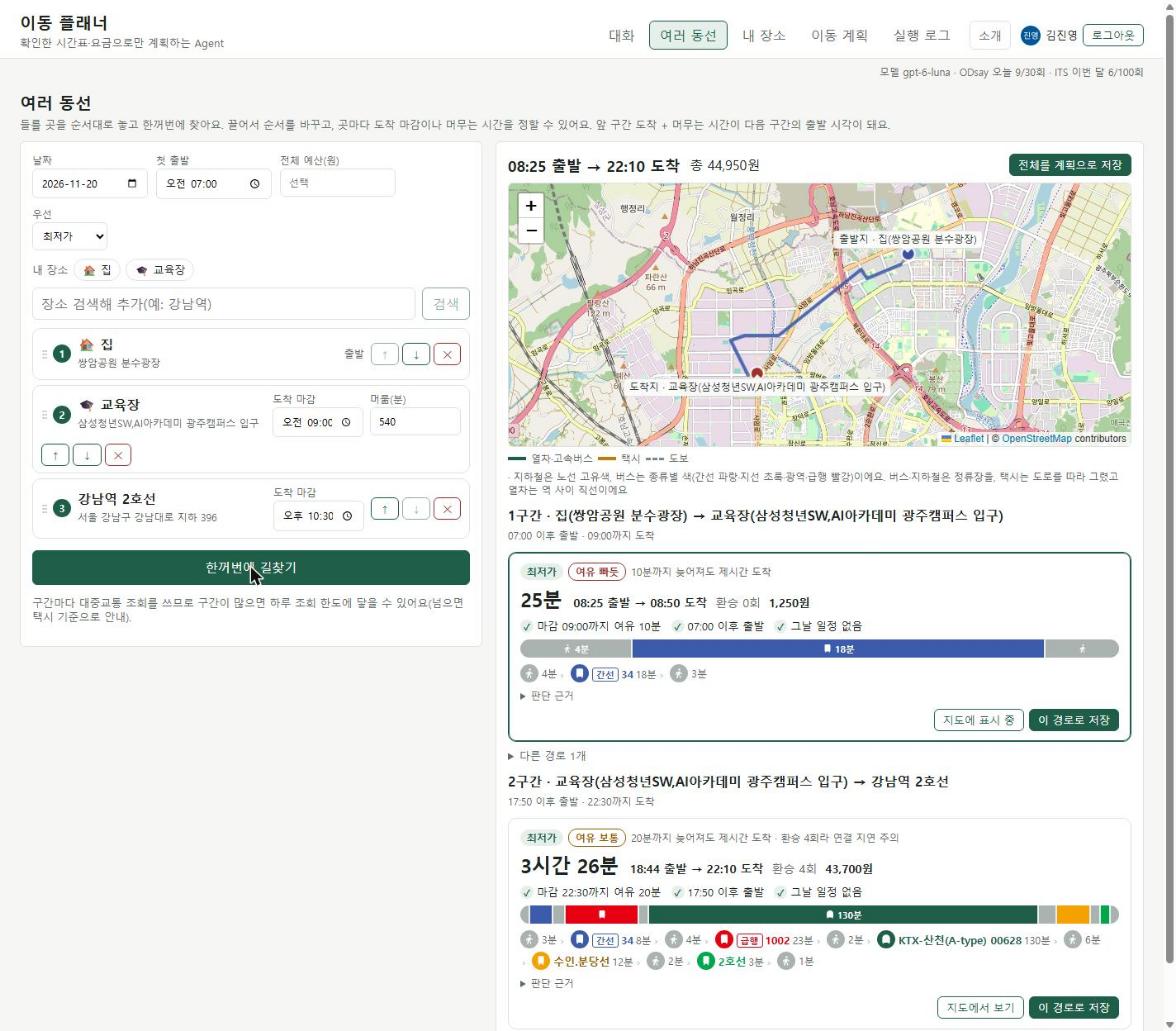 이동 플래너
확인한 시간표·요금으로만 계획하는 Agent
대화 여러 동선 내 장소 이동 계획 실행 로그 소개 진영 김진영 로그아웃
모델 gpt-6-luna · ODsay 오늘 9/30회 · ITS 이번 달 6/100회
여러 동선
들를 곳을 순서대로 놓고 한꺼번에 찾아요. 끌어서 순서를 바꾸고, 곳마다 도착 마감이나 머무는 시간을 정할 수 있어요. 앞 구간 도착 + 머무는 시간이 다음 구간의 출발 시각이 돼요.
날짜 첫 출발 전체 예산(원)
2026-11-20 오전 07:00 선택
우선
최저가
내 장소 집 교육장
장소 검색해 추가(예: 강남역) 검색
1 집
쌍암공원 분수광장
출발 ↑ ↓ ×
2 교육장
삼성청년SW,AI아카데미 광주캠퍼스 입구
도착 마감 머묾(분)
오전 09:00 540
↑ ↓ ×
3 강남역 2호선
서울 강남구 강남대로 지하 396
도착 마감
오후 10:30 ↑ ↓ ×
한꺼번에 길찾기
구간마다 대중교통 조회를 쓰므로 구간이 많으면 하루 조회 한도에 닿을 수 있어요(넘으면
택시 기준으로 안내).
08:25 출발 → 22:10 도착 총 44,950원 전체를 계획으로 저장
+
−
행정리
월정리
하남진곡산단로
출발지 · 집(쌍암공원 분수광장)
66 m
도착지 · 교육장(삼성청년SW,AI아카데미 광주캠퍼스 입구)
Leaflet | © OpenStreetMap contributors
열차·고속버스 택시 도보
· 지하철은 노선 고유색, 버스는 종류별 색(간선 파랑·지선 초록·광역·급행 빨강)이에요. 버스·지하철은 정류장을, 택시는 도로를 따라 그렸고
열차는 역 사이 직선이에요
1구간 · 집(쌍암공원 분수광장) → 교육장(삼성청년SW,AI아카데미 광주캠퍼스 입구)
07:00 이후 출발 · 09:00까지 도착
최저가 여유 빠듯 10분까지 늦어져도 제시간 도착
25분 08:25 출발 → 08:50 도착 환승 0회 1,250원
✓ 마감 09:00까지 여유 10분 ✓ 07:00 이후 출발 ✓ 그날 일정 없음
4분 18분
4분 › 간선 34 18분 › 3분
▶ 판단 근거
지도에 표시 중 이 경로로 저장
▶ 다른 경로 1개
2구간 · 교육장(삼성청년SW,AI아카데미 광주캠퍼스 입구) → 강남역 2호선
17:50 이후 출발 · 22:30까지 도착
최저가 여유 보통 20분까지 늦어져도 제시간 도착 · 환승 4회라 연결 지연 주의
3시간 26분 18:44 출발 → 22:10 도착 환승 4회 43,700원
✓ 마감 22:30까지 여유 20분 ✓ 17:50 이후 출발 ✓ 그날 일정 없음
130분
3분 › 간선 34 8분 › 4분 › 급행 1002 23분 › 2분 › KTX-산천(A-type) 00628 130분 › 6분
› 수인.분당선 12분 › 2분 › 2호선 3분 › 1분
▶ 판단 근거
지도에서 보기 이 경로로 저장